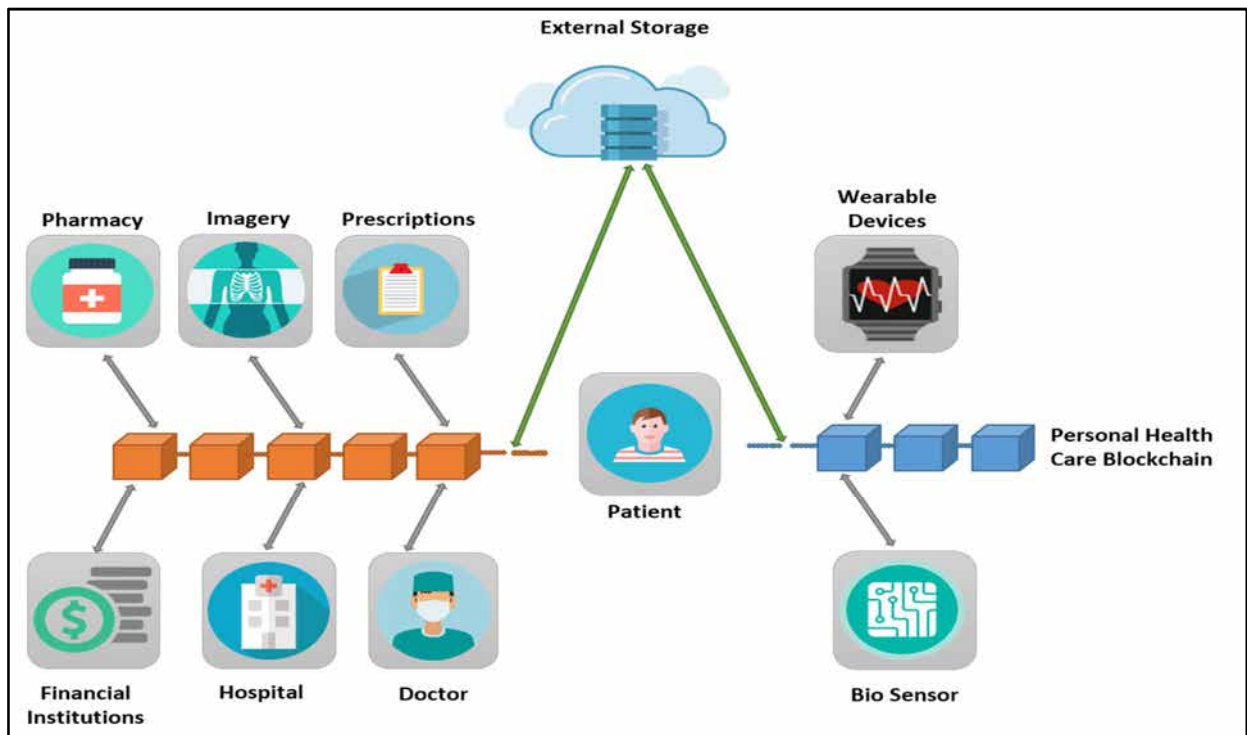 External Storage
Pharmacy
Imagery
Prescriptions
Wearable
Devices
Personal Health
Care Blockchain
Patient
Financial
Institutions
Hospital
Doctor
Bio Sensor